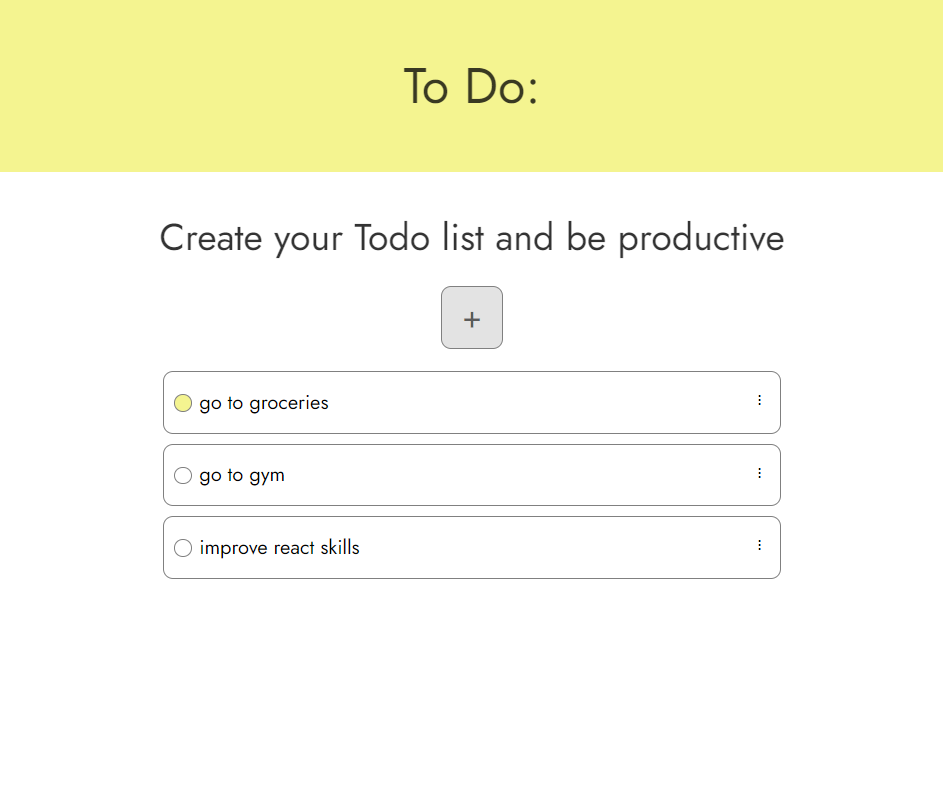 To Do:
Create your Todo list and be productive
+
go to groceries
go to gym
improve react skills